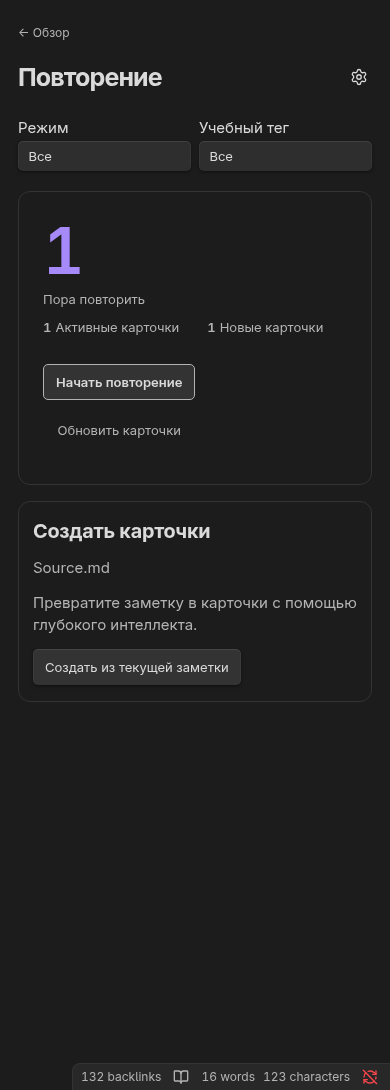 ← Обзор
Повторение
Режим
Учебный тег
Все
Все
1
Пора повторить
1 Активные карточки
1 Новые карточки
Начать повторение
Обновить карточки
Создать карточки
Source.md
Превратите заметку в карточки с помощью
глубокого интеллекта.
Создать из текущей заметки
132 backlinks
16 words
123 characters